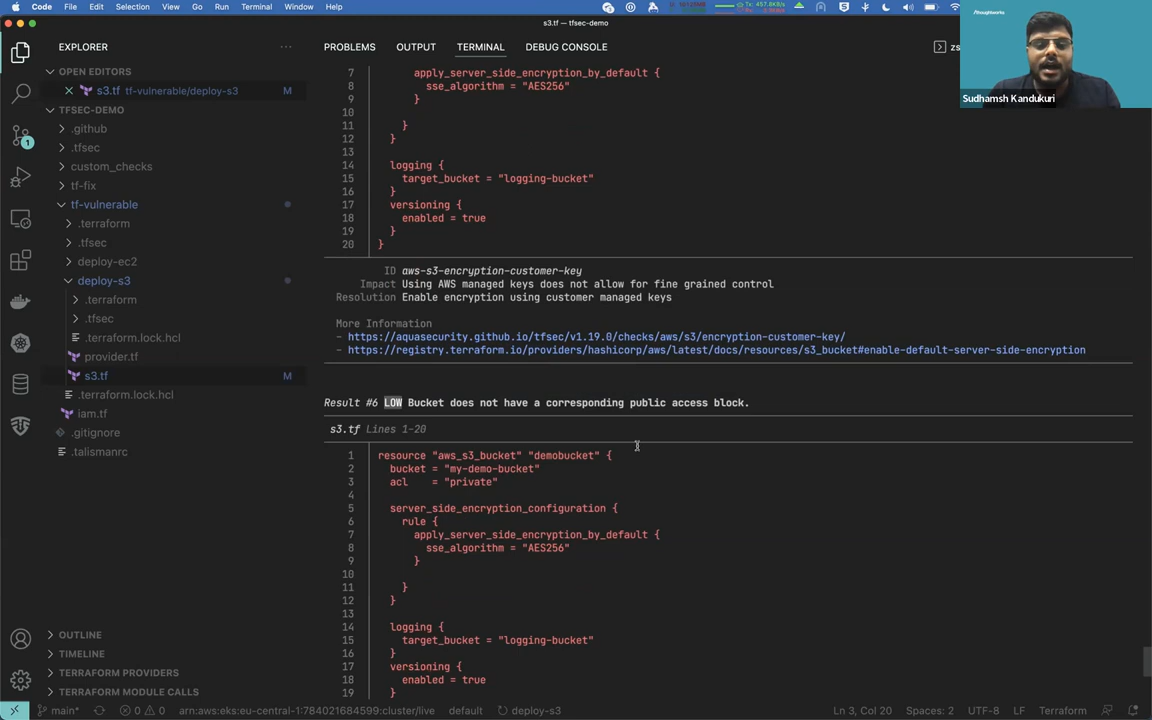 Code File Edit Selection View Go Run Terminal Window Help
s3.tf — tfsec-demo
/thoughtworks
Sudhamsh Kandukuri
EXPLORER
OPEN EDITORS
s3.tf tf-vulnerable/deploy-s3 M
TFSEC-DEMO
.github
.tfsec
custom_checks
tf-fix
tf-vulnerable
.terraform
.tfsec
deploy-ec2
deploy-s3
.terraform
.tfsec
.terraform.lock.hcl
provider.tf
s3.tf M
.terraform.lock.hcl
iam.tf
.gitignore
.talismanrc
OUTLINE
TIMELINE
TERRAFORM PROVIDERS
TERRAFORM MODULE CALLS
PROBLEMS OUTPUT TERMINAL DEBUG CONSOLE
7 apply_server_side_encryption_by_default {
8 sse_algorithm = "AES256"
9 }
10
11 }
12 }
13
14 logging {
15 target_bucket = "logging-bucket"
16 }
17 versioning {
18 enabled = true
19 }
20 }
ID aws-s3-encryption-customer-key
Impact Using AWS managed keys does not allow for fine grained control
Resolution Enable encryption using customer managed keys
More Information
- https://aquasecurity.github.io/tfsec/v1.19.0/checks/aws/s3/encryption-customer-key/
- https://registry.terraform.io/providers/hashicorp/aws/latest/docs/resources/s3_bucket#enable-default-server-side-encryption
Result #6 LOW Bucket does not have a corresponding public access block.
s3.tf Lines 1-20
1 resource "aws_s3_bucket" "demobucket" {
2 bucket = "my-demo-bucket"
3 acl = "private"
4
5 server_side_encryption_configuration {
6 rule {
7 apply_server_side_encryption_by_default {
8 sse_algorithm = "AES256"
9 }
10
11 }
12 }
13
14 logging {
15 target_bucket = "logging-bucket"
16 }
17 versioning {
18 enabled = true
19 }
1
main* 0 0 arn:aws:eks:eu-central-1:784021684599:cluster/live default deploy-s3 Ln 3, Col 20 Spaces: 2 UTF-8 LF Terraform